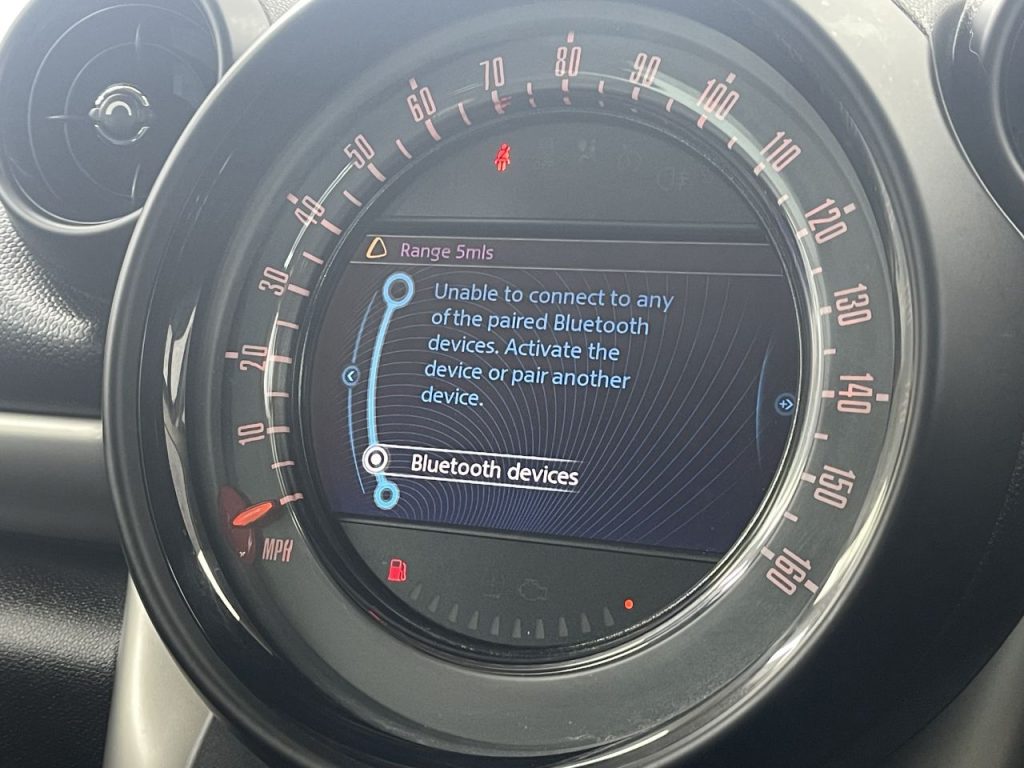 10
20
30
40
50
60
70
80
90
100
110
120
130
140
150
160
MPH
Range 5mls
Unable to connect to any
of the paired Bluetooth
devices. Activate the
device or pair another
device.
Bluetooth devices